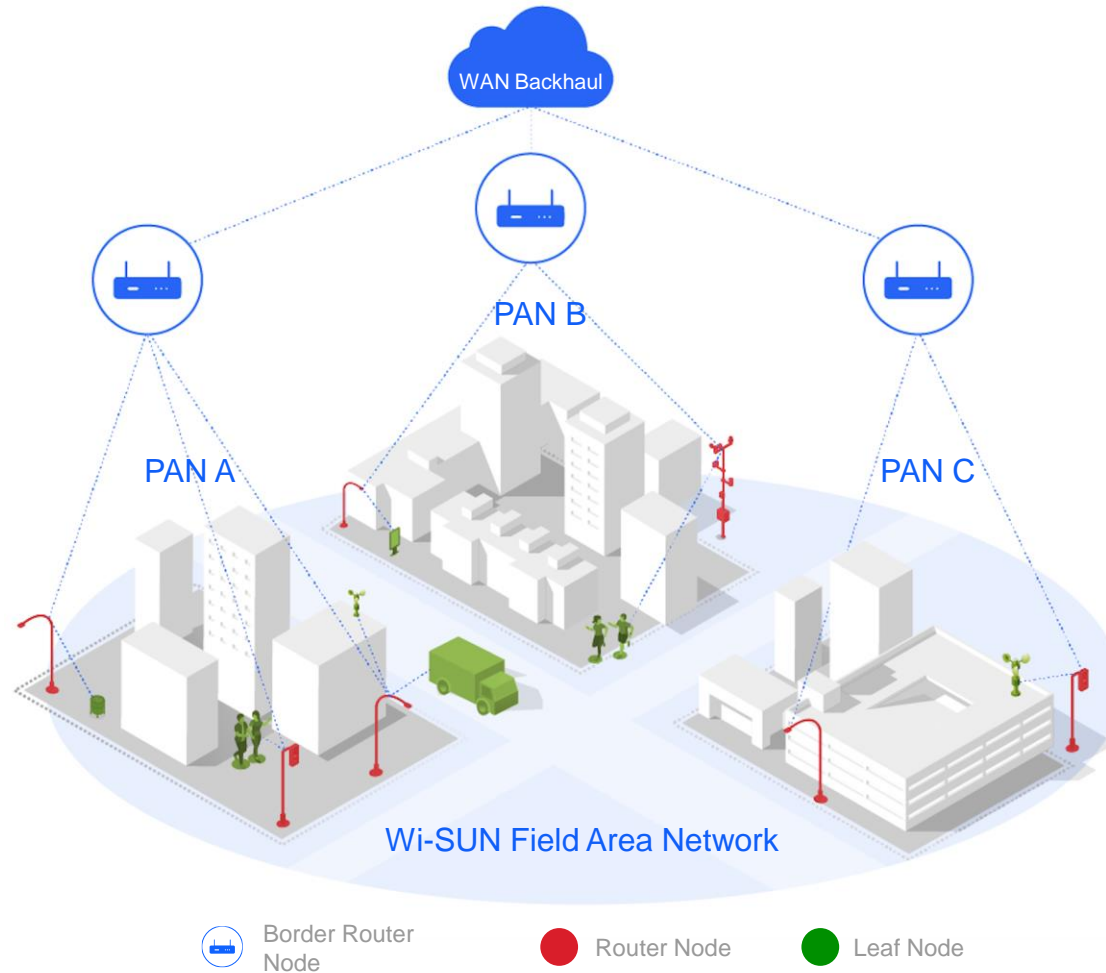 WAN Backhaul
PAN B
PAN A
PAN C
Wi-SUN Field Area Network
Border Router
Node
Router Node
Leaf Node